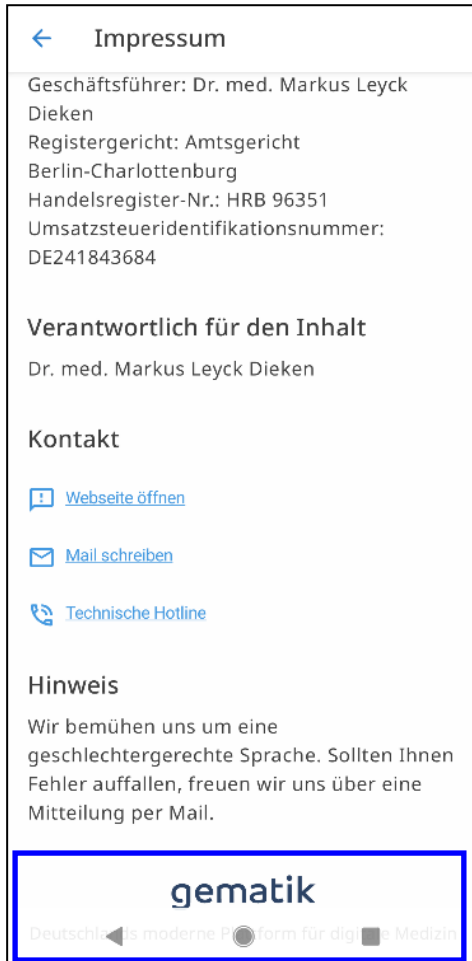 Impressum
Geschäftsführer: Dr. med. Markus Leyck
Dieken
Registergericht: Amtsgericht
Berlin-Charlottenburg
Handelsregister-Nr.: HRB 96351
Umsatzsteueridentifikationsnummer:
DE241843684
Verantwortlich für den Inhalt
Dr. med. Markus Leyck Dieken
Kontakt
Webseite öffnen
Mail schreiben
Technische Hotline
Hinweis
Wir bemühen uns um eine
geschlechtergerechte Sprache. Sollten Ihnen
Fehler auffallen, freuen wir uns über eine
Mitteilung per Mail.
gematik
moderne für Medizin